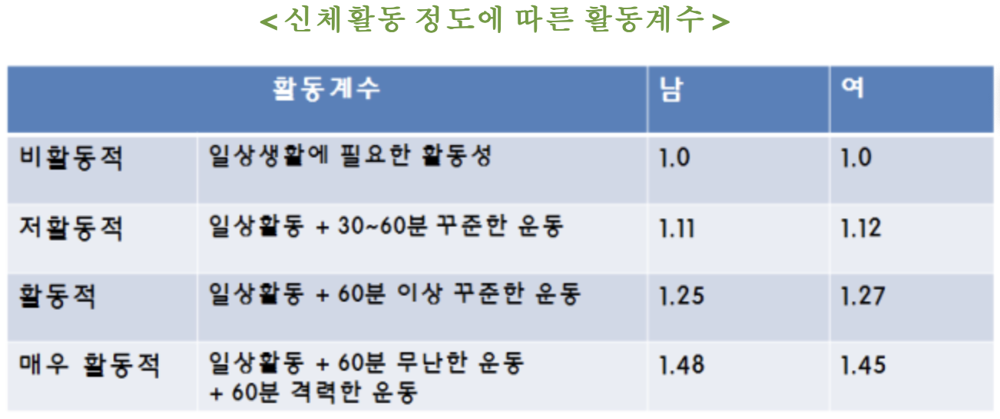 <신체활동 정도에 따른 활동계수>
활동계수 남 여
비활동적 일상생활에 필요한 활동성 1.0 1.0
저활동적 일상활동 + 30~60분 꾸준한 운동 1.11 1.12
활동적 일상활동 + 60분 이상 꾸준한 운동 1.25 1.27
매우 활동적 일상활동 + 60분 무난한 운동 1.48 1.45
+ 60분 격력한 운동